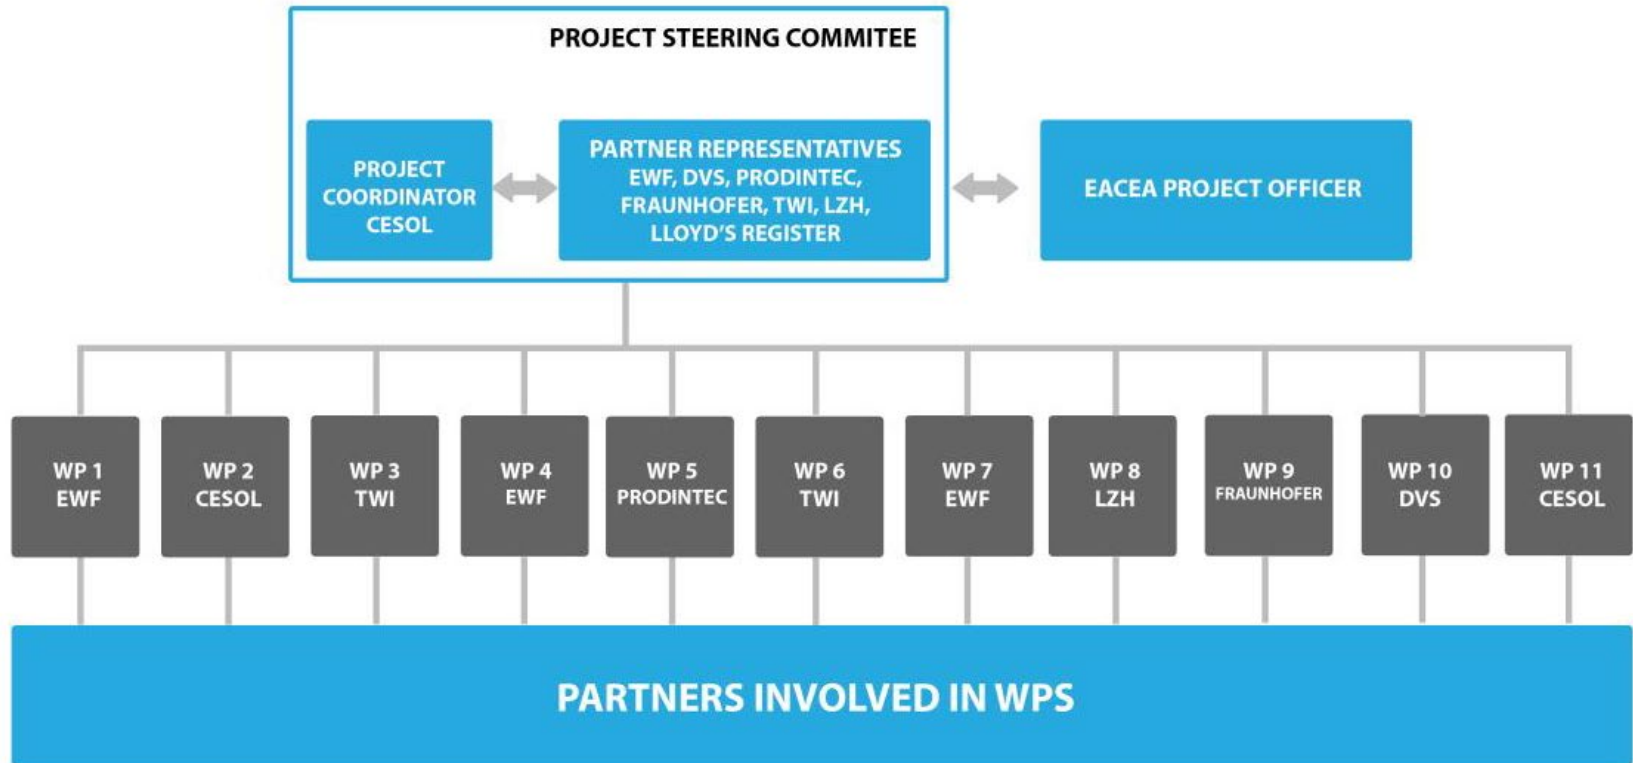 PROJECT STEERING COMMITEE
PROJECT
COORDINATOR
CESOL
PARTNER REPRESENTATIVES
EWF, DVS, PRODINTEC,
FRAUNHOFER, TWI, LZH,
LLOYD'S REGISTER
EACEA PROJECT OFFICER
WP 1
EWF
WP 2
CESOL
WP 3
TWI
WP 4
EWF
WP 5
PRODINTEC
WP 6
TWI
WP 7
EWF
WP 8
LZH
WP 9
FRAUNHOFER
WP 10
DVS
WP 11
CESOL
PARTNERS INVOLVED IN WPS